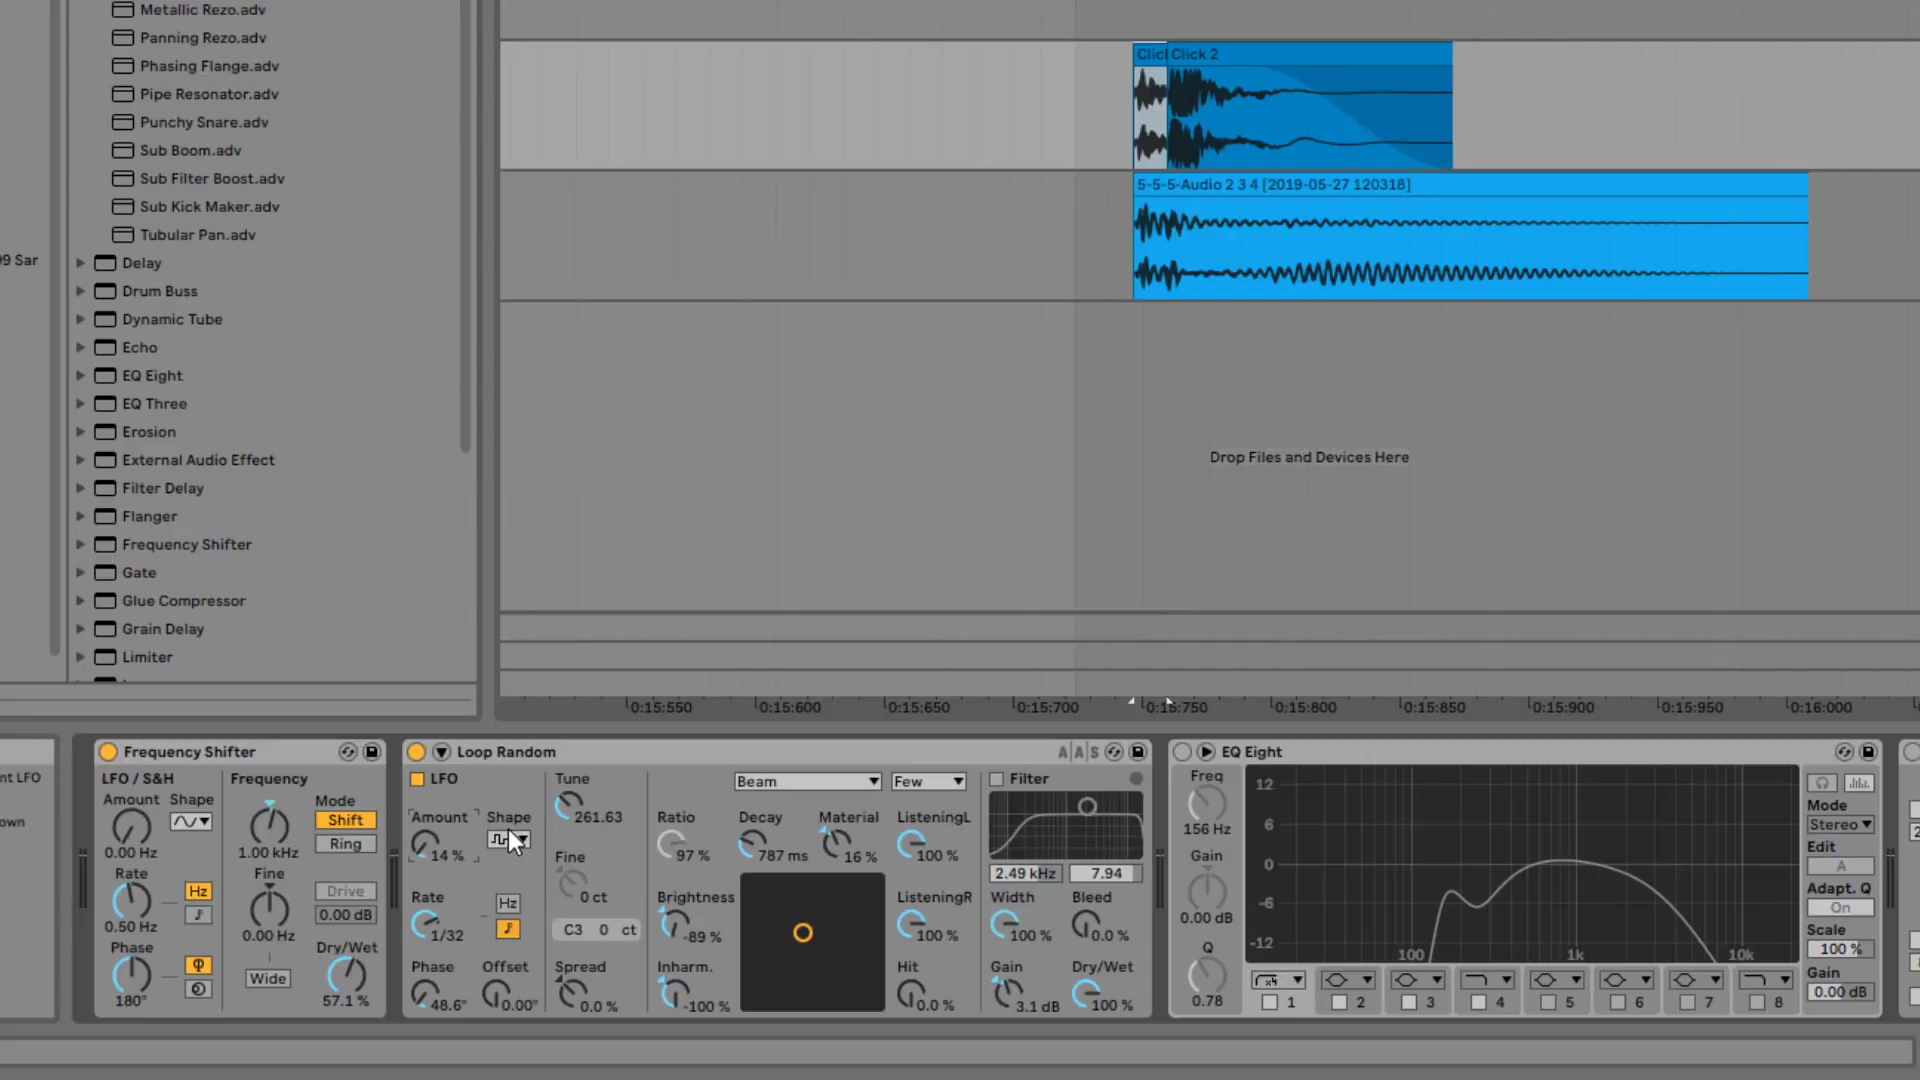 Metallic Rezo.adv
Panning Rezo.adv
Phasing Flange.adv
Pipe Resonator.adv
Punchy Snare.adv
Sub Boom.adv
Sub Filter Boost.adv
Sub Kick Maker.adv
Tubular Pan.adv
Delay
9 Sar
Drum Buss
Dynamic Tube
Echo
EQ Eight
EQ Three
Erosion
External Audio Effect
Filter Delay
Flanger
Frequency Shifter
Gate
Glue Compressor
Grain Delay
Limiter
Click 2
5-5-5-Audio 2 3 4 [2019-05-27 120318]
Drop Files and Devices Here
0:15:550 0:15:600 0:15:650 0:15:700 0:15:750 0:15:800 0:15:850 0:15:900 0:15:950 0:16:000
nt LFO
own
Frequency Shifter
LFO / S&H
Amount Shape
0.00 Hz
Rate
Hz
0.50 Hz
Phase
180°
Frequency
1.00 kHz
Fine
0.00 Hz
Wide
Mode
Shift
Ring
Drive
0.00 dB
Dry/Wet
57.1 %
Loop Random
A|A|S
LFO
Amount Shape
14 %
Rate
Hz
1/32
Phase Offset
48.6° 0.00°
Tune
261.63
Fine
0 ct
C3 0 ct
Spread
0.0 %
Beam Few
Ratio Decay Material ListeningL
97 % 787 ms 16 % 100 %
Brightness ListeningR
-89 % 100 %
Inharm. Hit
-100 % 0.0 %
Filter
2.49 kHz 7.94
Width Bleed
100 % 0.0 %
Gain Dry/Wet
3.1 dB 100 %
EQ Eight
Freq
156 Hz
Gain
0.00 dB
Q
0.78
12
6
0
-6
-12
100 1k 10k
x4
1 2 3 4 5 6 7 8
Mode
Stereo
Edit
A
Adapt. Q
On
Scale
100 %
Gain
0.00 dB